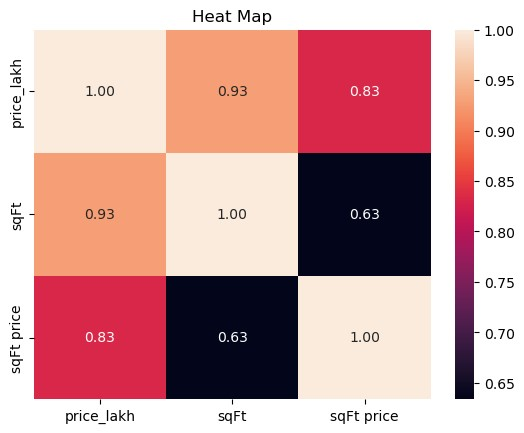 Heat Map
price_lakh
sqFt
sqFt price
1.00 0.93 0.83
0.93 1.00 0.63
0.83 0.63 1.00
price_lakh sqFt sqFt price
1.00
0.95
0.90
0.85
0.80
0.75
0.70
0.65